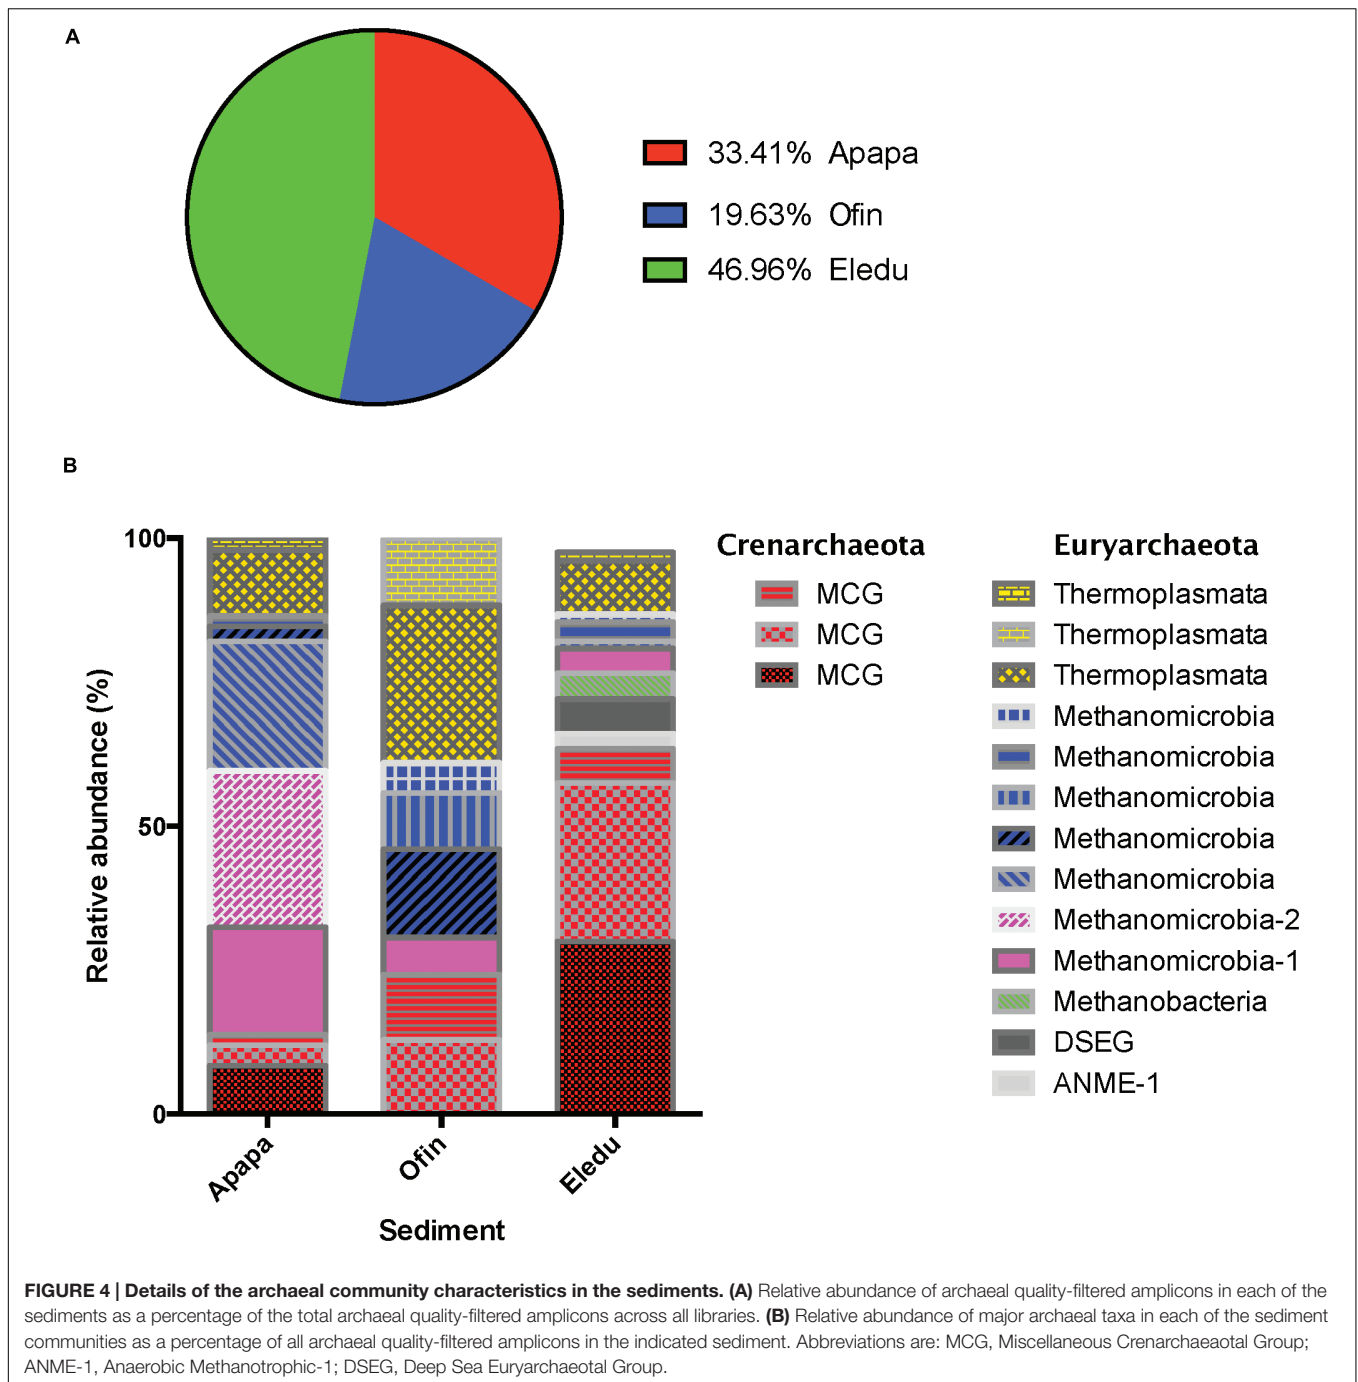 A
33.41% Apapa
19.63% Ofin
46.96% Eledu
B
100
50
0
Relative abundance (%)
Apapa
Ofin
Eledu
Sediment
Crenarchaeota
MCG
MCG
MCG
Euryarchaeota
Thermoplasmata
Thermoplasmata
Thermoplasmata
Methanomicrobia
Methanomicrobia
Methanomicrobia
Methanomicrobia
Methanomicrobia
Methanomicrobia-2
Methanomicrobia-1
Methanobacteria
DSEG
ANME-1
FIGURE 4 | Details of the archaeal community characteristics in the sediments. (A) Relative abundance of archaeal quality-filtered amplicons in each of the
sediments as a percentage of the total archaeal quality-filtered amplicons across all libraries. (B) Relative abundance of major archaeal taxa in each of the sediment
communities as a percentage of all archaeal quality-filtered amplicons in the indicated sediment. Abbreviations are: MCG, Miscellaneous Crenarchaeaotal Group;
ANME-1, Anaerobic Methanotrophic-1; DSEG, Deep Sea Euryarchaeotal Group.